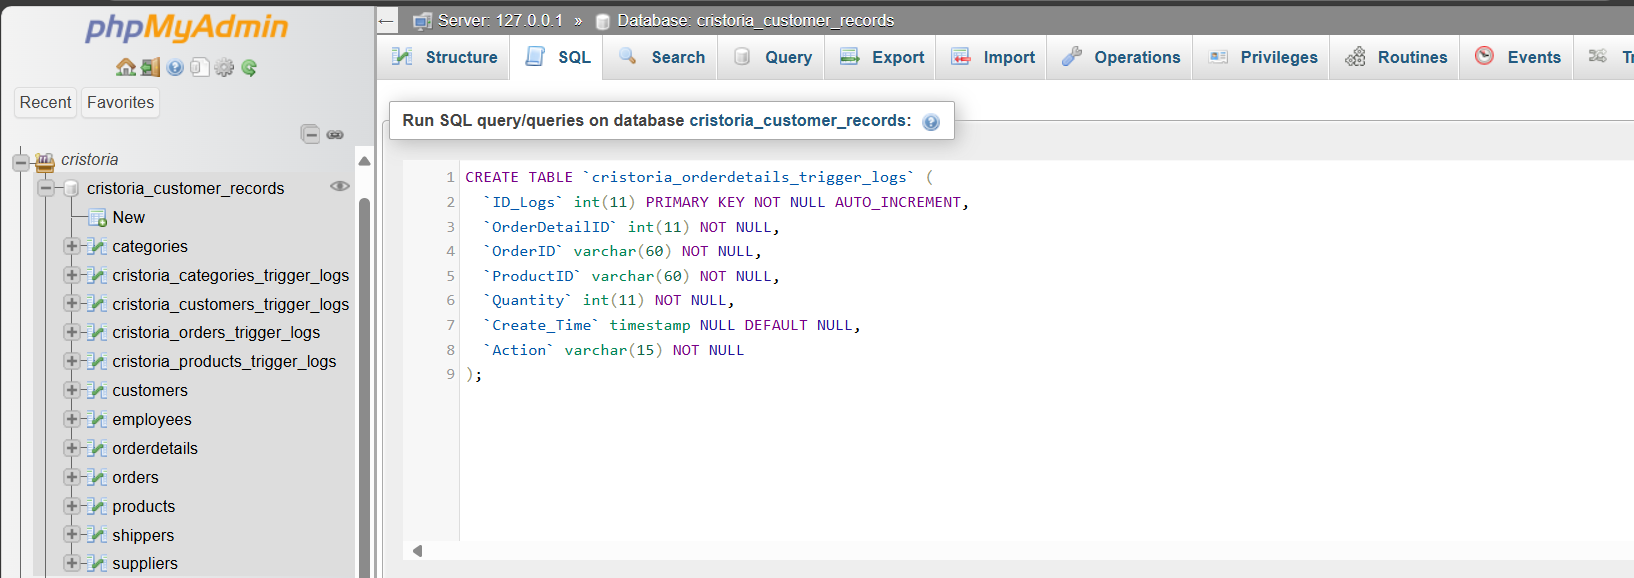 phpMyAdmin
Recent Favorites
cristoria
cristoria_customer_records
New
categories
cristoria_categories_trigger_logs
cristoria_customers_trigger_logs
cristoria_orders_trigger_logs
cristoria_products_trigger_logs
customers
employees
orderdetails
orders
products
shippers
suppliers
← Server: 127.0.0.1 » Database: cristoria_customer_records
Structure SQL Search Query Export Import Operations Privileges Routines Events Tr
Run SQL query/queries on database cristoria_customer_records:
1 CREATE TABLE `cristoria_orderdetails_trigger_logs` (
2 `ID_Logs` int(11) PRIMARY KEY NOT NULL AUTO_INCREMENT,
3 `OrderDetailID` int(11) NOT NULL,
4 `OrderID` varchar(60) NOT NULL,
5 `ProductID` varchar(60) NOT NULL,
6 `Quantity` int(11) NOT NULL,
7 `Create_Time` timestamp NULL DEFAULT NULL,
8 `Action` varchar(15) NOT NULL
9 );